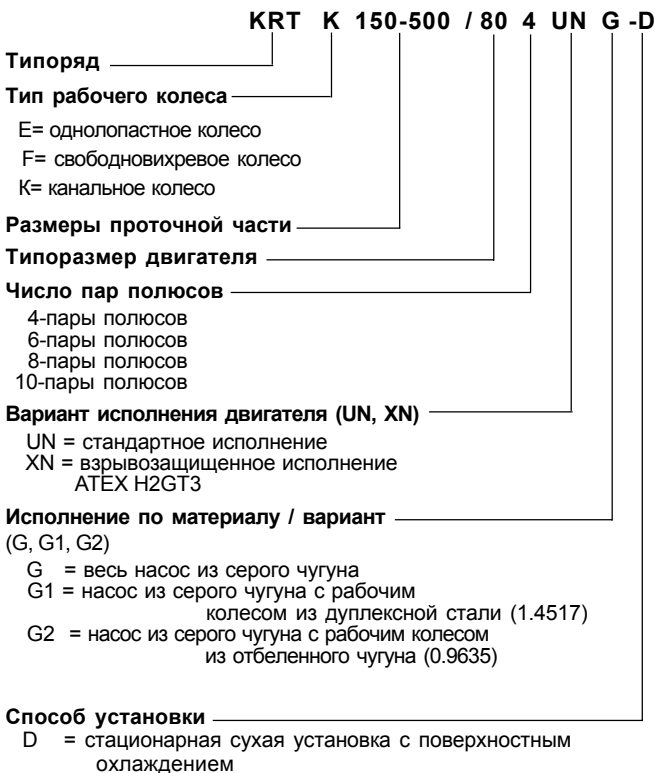 KRT K 150-500 / 80 4 UN G -D
Типоряд
Тип рабочего колеса
E= однолопастное колесо
F= свободновихревое колесо
К= канальное колесо
Размеры проточной части
Типоразмер двигателя
Число пар полюсов
4-пары полюсов
6-пары полюсов
8-пары полюсов
10-пары полюсов
Вариант исполнения двигателя (UN, XN)
UN = стандартное исполнение
XN = взрывозащищенное исполнение
ATEX H2GT3
Исполнение по материалу / вариант
(G, G1, G2)
G = весь насос из серого чугуна
G1 = насос из серого чугуна с рабочим
колесом из дуплексной стали (1.4517)
G2 = насос из серого чугуна с рабочим колесом
из отбеленного чугуна (0.9635)
Способ установки
D = стационарная сухая установка с поверхностным
охлаждением